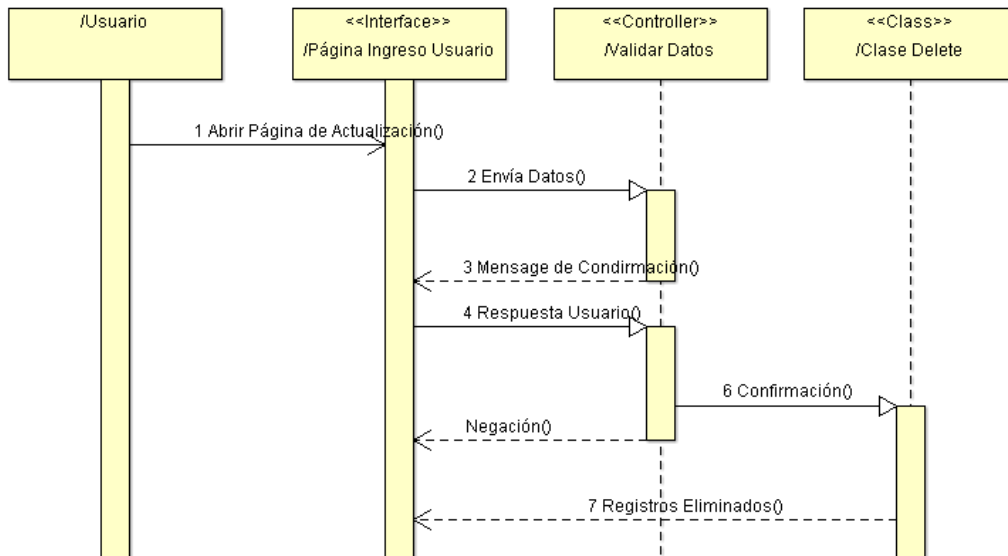 /Usuario
<<Interface>>
/Página Ingreso Usuario
<<Controller>>
/Validar Datos
<<Class>>
/Clase Delete
1 Abrir Página de Actualización()
2 Envía Datos()
3 Mensage de Condirmación()
4 Respuesta Usuario()
6 Confirmación()
Negación()
7 Registros Eliminados()